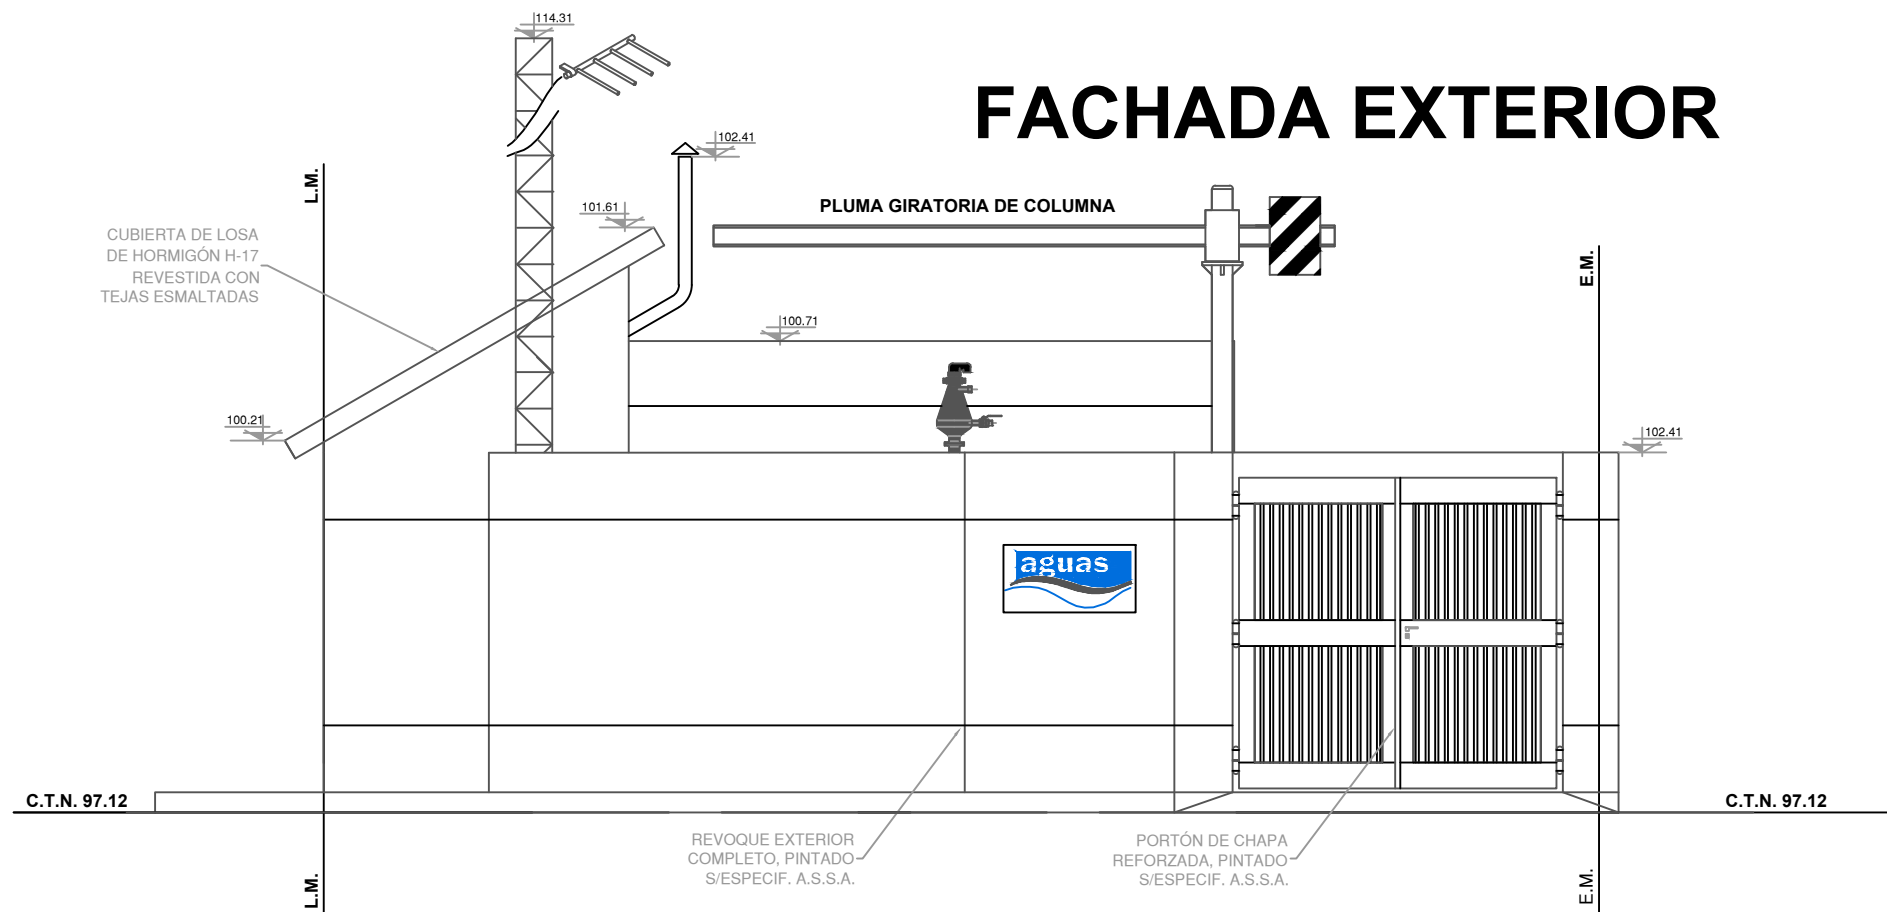 114.31
FACHADA EXTERIOR
102.41
L.M.
101.61
PLUMA GIRATORIA DE COLUMNA
CUBIERTA DE LOSA
DE HORMIGÓN H-17
REVESTIDA CON
TEJAS ESMALTADAS
E.M.
100.71
100.21
102.41
aguas
C.T.N. 97.12
C.T.N. 97.12
REVOQUE EXTERIOR
COMPLETO, PINTADO
S/ESPECIF. A.S.S.A.
PORTÓN DE CHAPA
REFORZADA, PINTADO
S/ESPECIF. A.S.S.A.
L.M.
E.M.